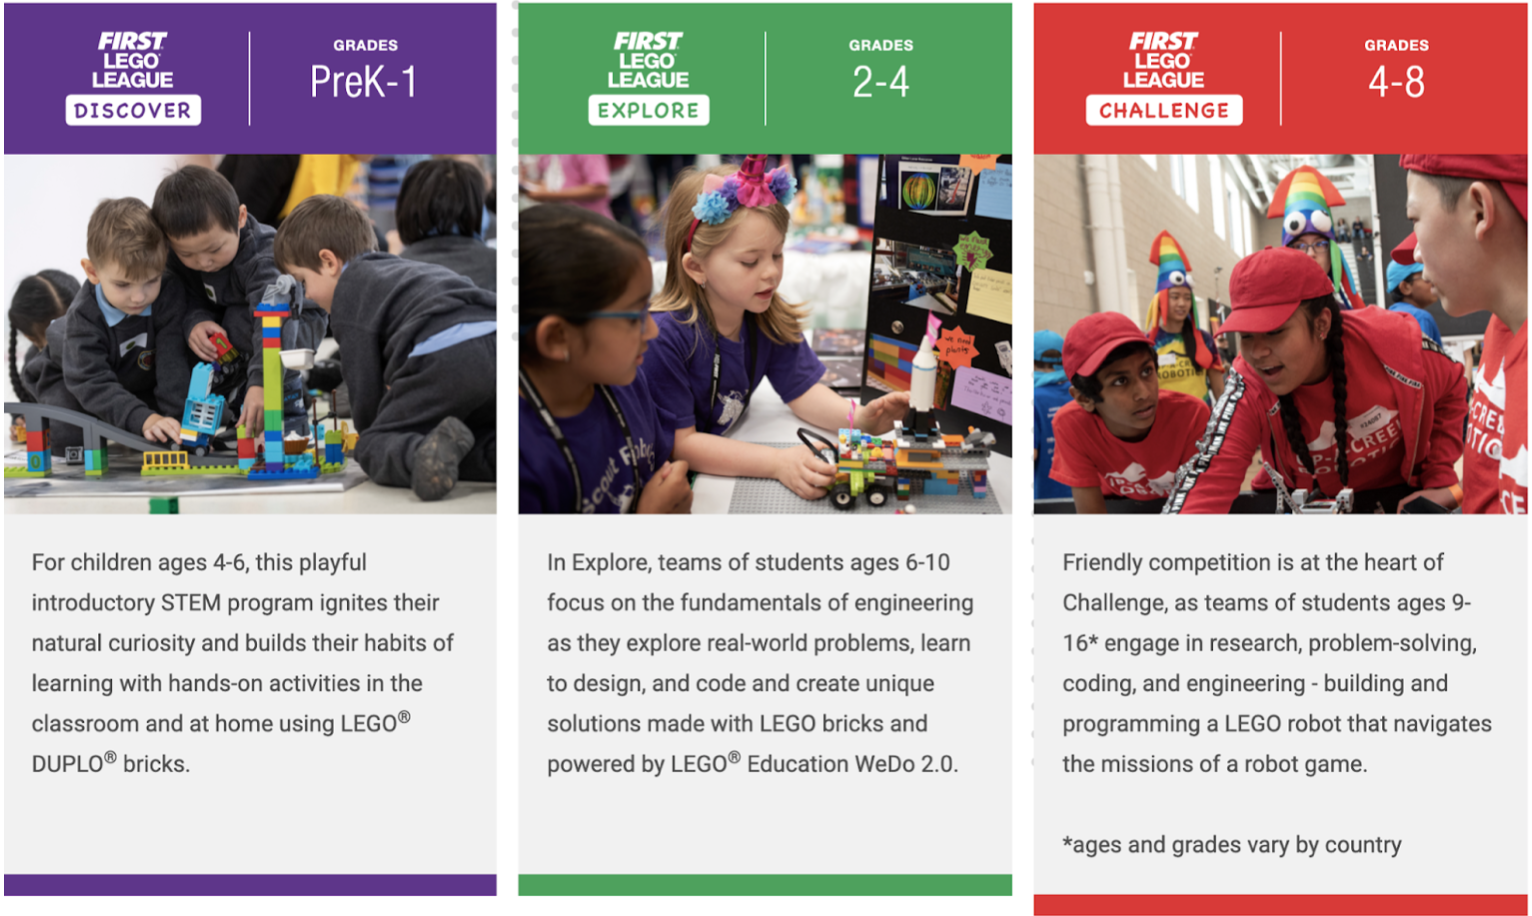 FIRST
LEGO
LEAGUE
DISCOVER
GRADES
PreK-1
For children ages 4-6, this playful
introductory STEM program ignites their
natural curiosity and builds their habits of
learning with hands-on activities in the
classroom and at home using LEGO®
DUPLO® bricks.
FIRST
LEGO
LEAGUE
EXPLORE
GRADES
2-4
we need
plants
In Explore, teams of students ages 6-10
focus on the fundamentals of engineering
as they explore real-world problems, learn
to design, and code and create unique
solutions made with LEGO bricks and
powered by LEGO® Education WeDo 2.0.
FIRST
LEGO
LEAGUE
CHALLENGE
GRADES
4-8
Friendly competition is at the heart of
Challenge, as teams of students ages 9-
16* engage in research, problem-solving,
coding, and engineering - building and
programming a LEGO robot that navigates
the missions of a robot game.
*ages and grades vary by country